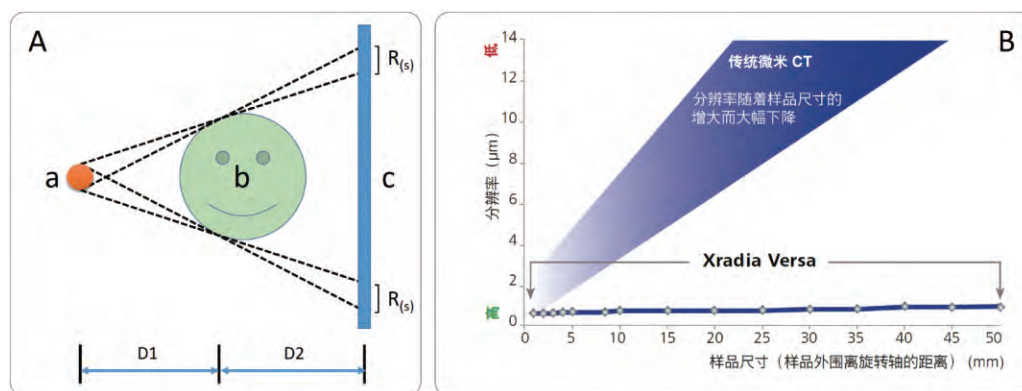 A
R(s)
a
b
c
R(s)
D1
D2
B
低
14
12
10
8
6
4
2
0
高
分辨率 (μm)
传统微米 CT
分辨率随着样品尺寸的
增大而大幅下降
Xradia Versa
0 5 10 15 20 25 30 35 40 45 50
样品尺寸（样品外围离旋转轴的距离） (mm)